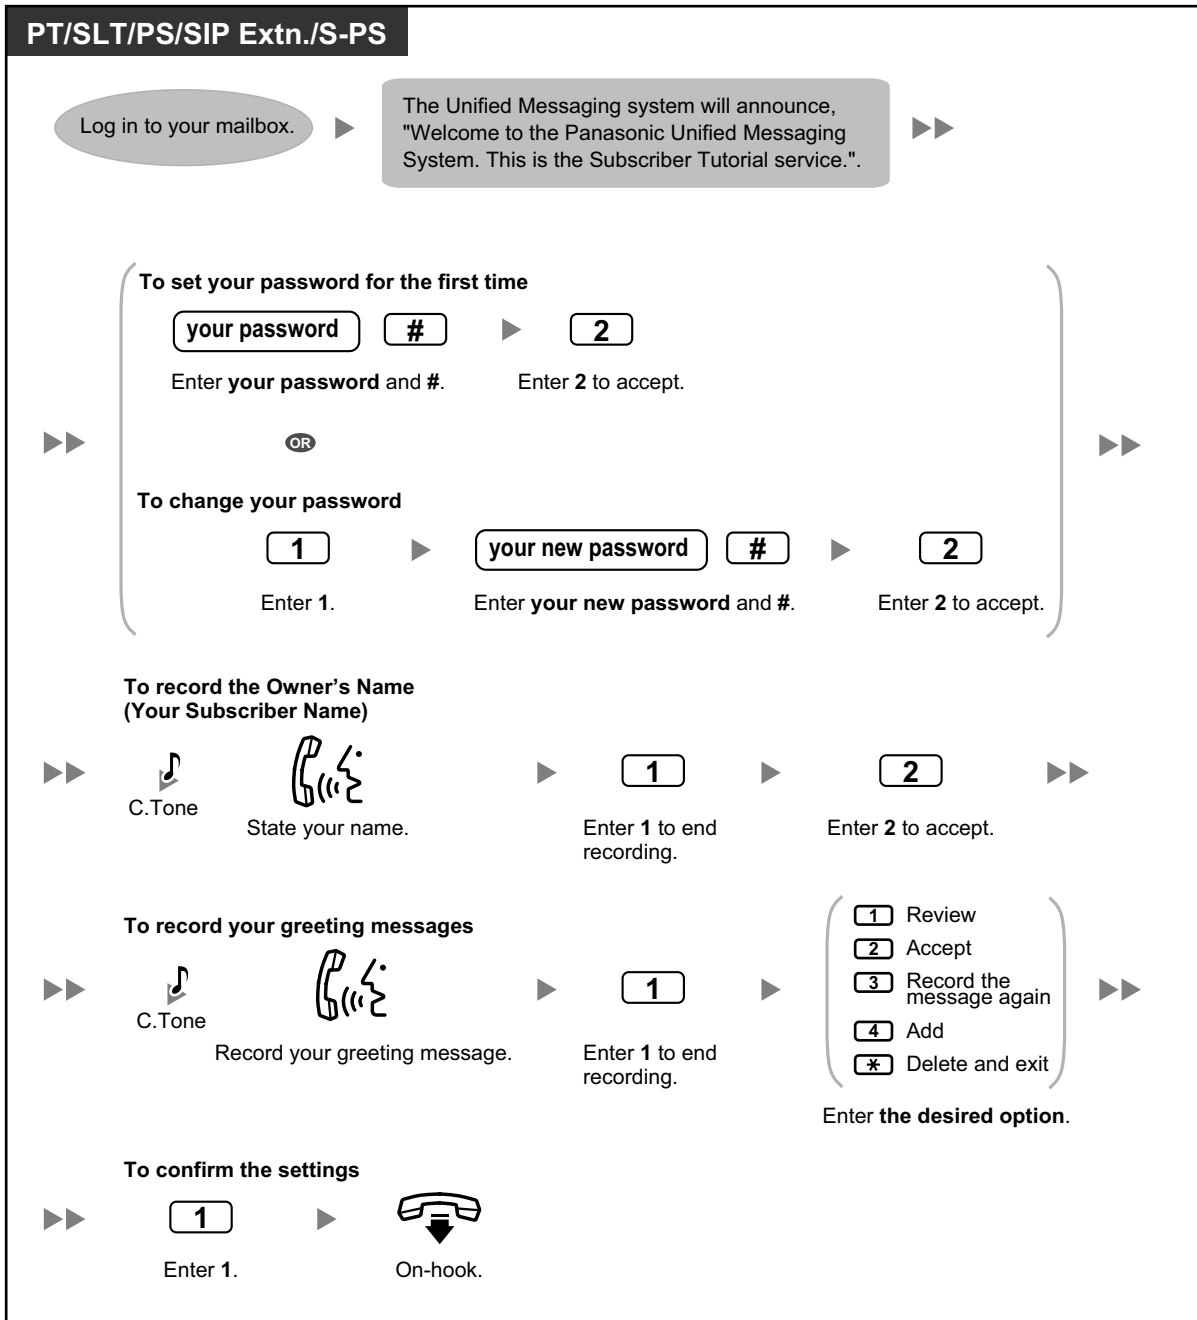 PT/SLT/PS/SIP Extn./S-PS
Log in to your mailbox.
The Unified Messaging system will announce,
"Welcome to the Panasonic Unified Messaging
System. This is the Subscriber Tutorial service.".
To set your password for the first time
your password # 2
Enter your password and #. Enter 2 to accept.
OR
To change your password
1 your new password # 2
Enter 1. Enter your new password and #. Enter 2 to accept.
To record the Owner's Name
(Your Subscriber Name)
1 2
C.Tone
State your name. Enter 1 to end Enter 2 to accept.
recording.
To record your greeting messages
1
C.Tone
Record your greeting message. Enter 1 to end
recording.
1 Review
2 Accept
3 Record the
message again
4 Add
* Delete and exit
Enter the desired option.
To confirm the settings
1
Enter 1. On-hook.